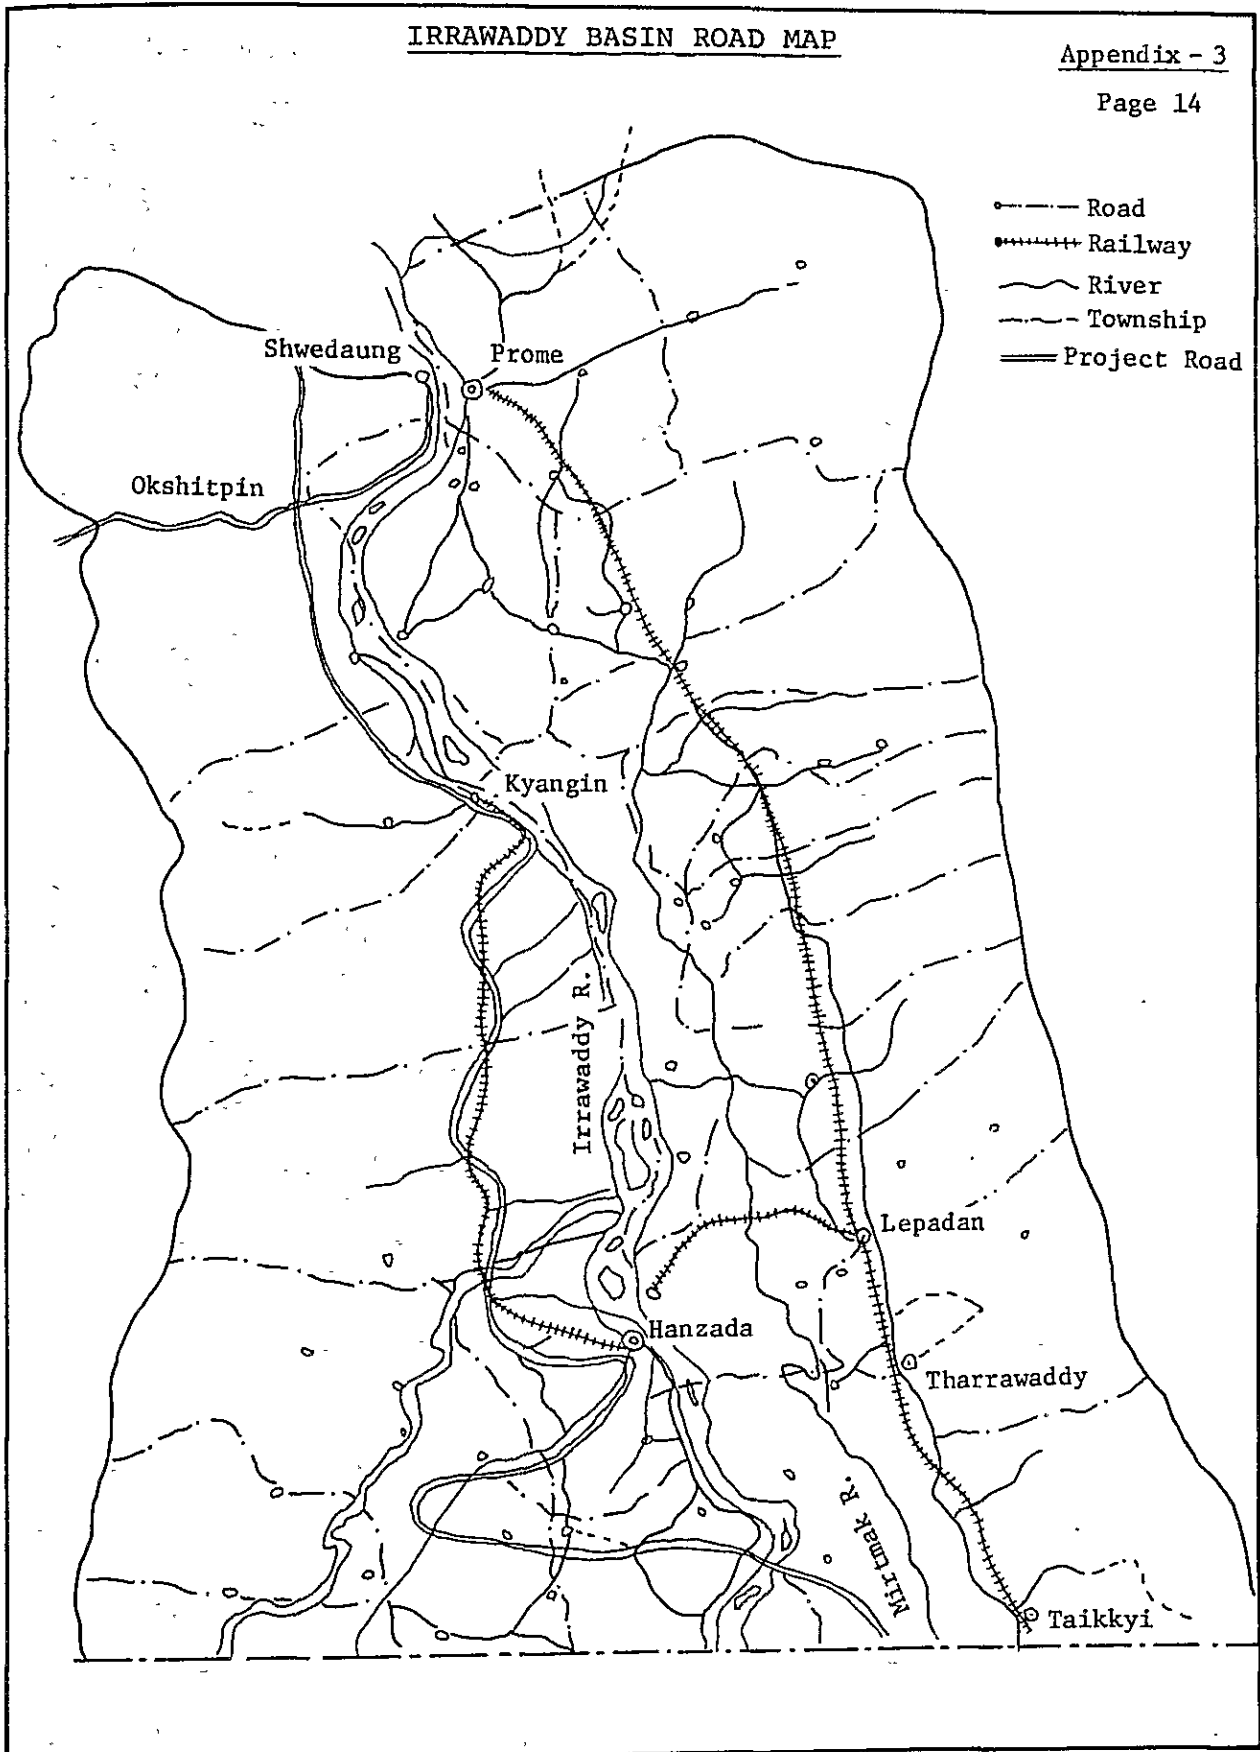 IRRAWADDY BASIN ROAD MAP
Appendix - 3
Page 14
Road
Railway
River
Township
Project Road
Shwedaung
Prome
Okshitpin
Kyangin
Irrawaddy R.
Lepadan
Hanzada
Tharrawaddy
Mirtmak R.
Taikkyi